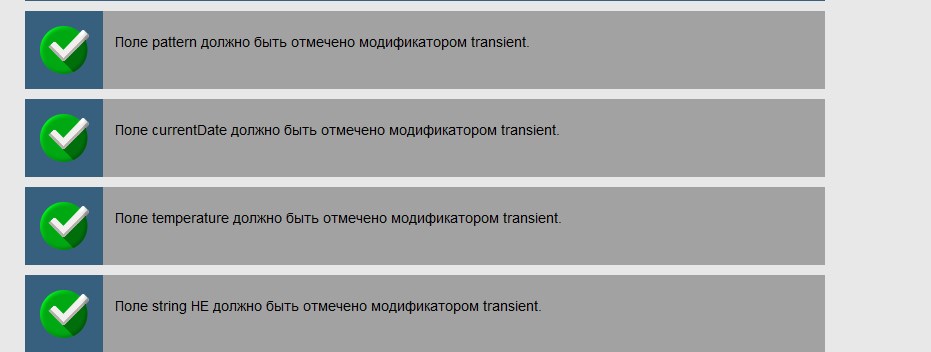 Поле pattern должно быть отмечено модификатором transient.
Поле currentDate должно быть отмечено модификатором transient.
Поле temperature должно быть отмечено модификатором transient.
Поле string НЕ должно быть отмечено модификатором transient.